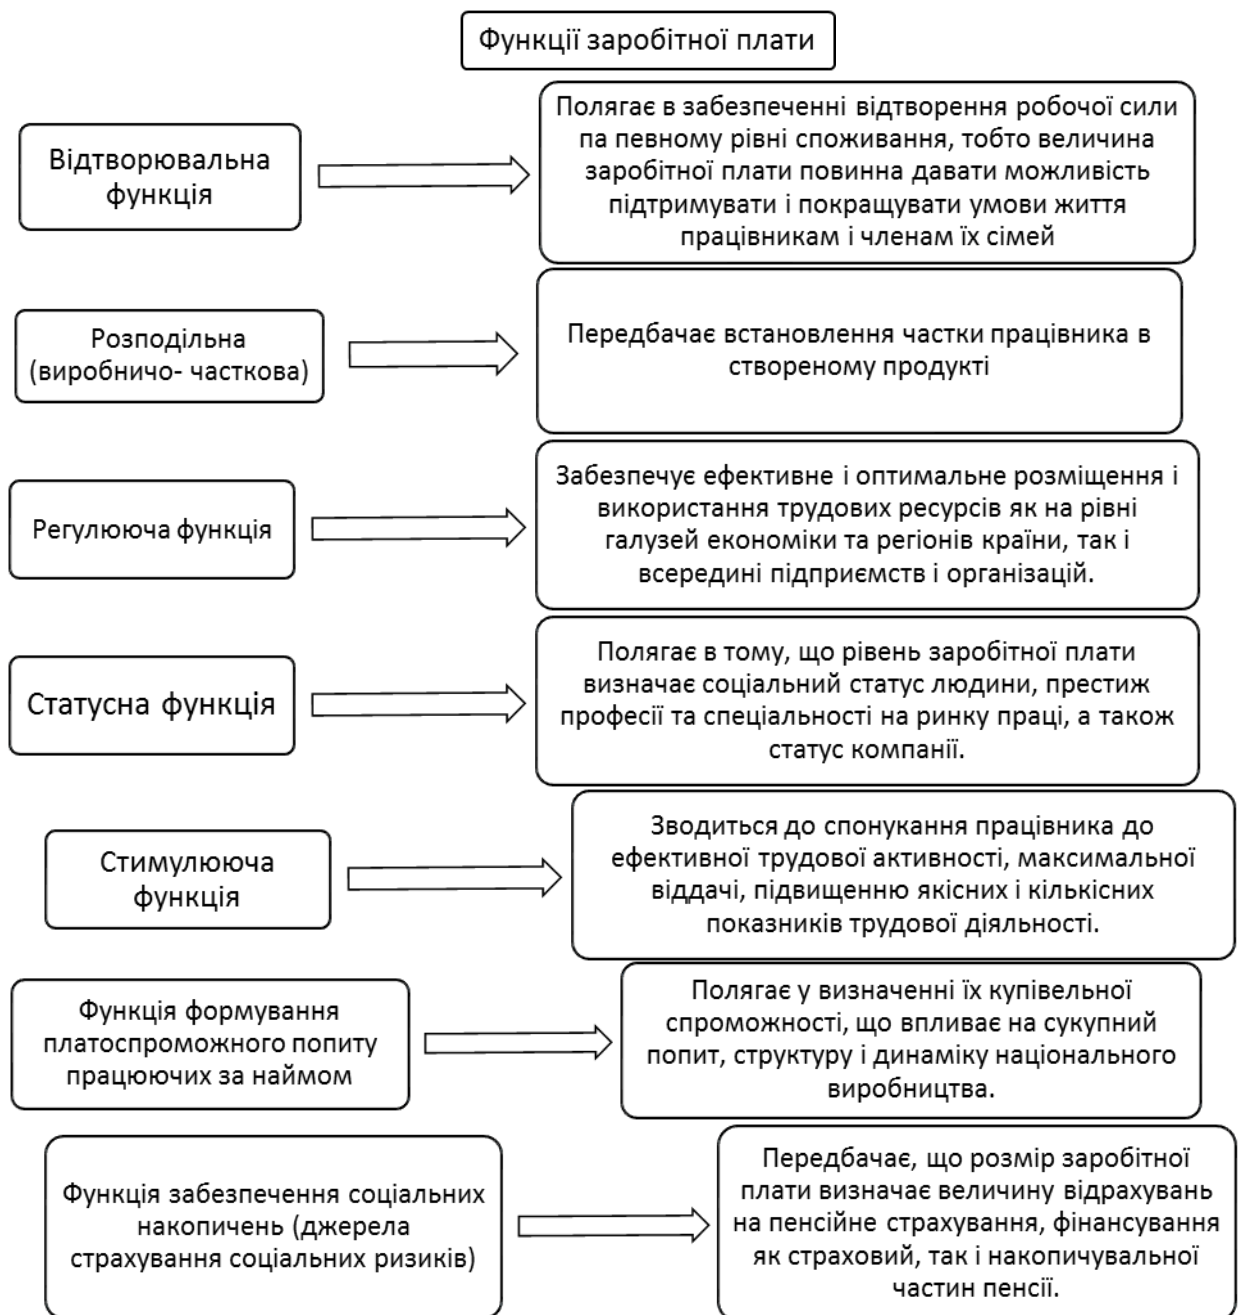 Функції заробітної плати
Відтворювальна
функція
Полягає в забезпеченні відтворення робочої сили
па певному рівні споживання, тобто величина
заробітної плати повинна давати можливість
підтримувати і покращувати умови життя
працівникам і членам їх сімей
Розподільна
(виробничо- часткова)
Передбачає встановлення частки працівника в
створеному продукті
Регулююча функція
Забезпечує ефективне і оптимальне розміщення і
використання трудових ресурсів як на рівні
галузей економіки та регіонів країни, так і
всередині підприємств і організацій.
Статусна функція
Полягає в тому, що рівень заробітної плати
визначає соціальний статус людини, престиж
професії та спеціальності на ринку праці, а також
статус компанії.
Стимулююча
функція
Зводиться до спонукання працівника до
ефективної трудової активності, максимальної
віддачі, підвищенню якісних і кількісних
показників трудової діяльності.
Функція формування
платоспроможного попиту
працюючих за наймом
Полягає у визначенні їх купівельної
спроможності, що впливає на сукупний
попит, структуру і динаміку національного
виробництва.
Функція забезпечення соціальних
накопичень (джерела
страхування соціальних ризиків)
Передбачає, що розмір заробітної
плати визначає величину відрахувань
на пенсійне страхування, фінансування
як страховий, так і накопичувальної
частин пенсії.